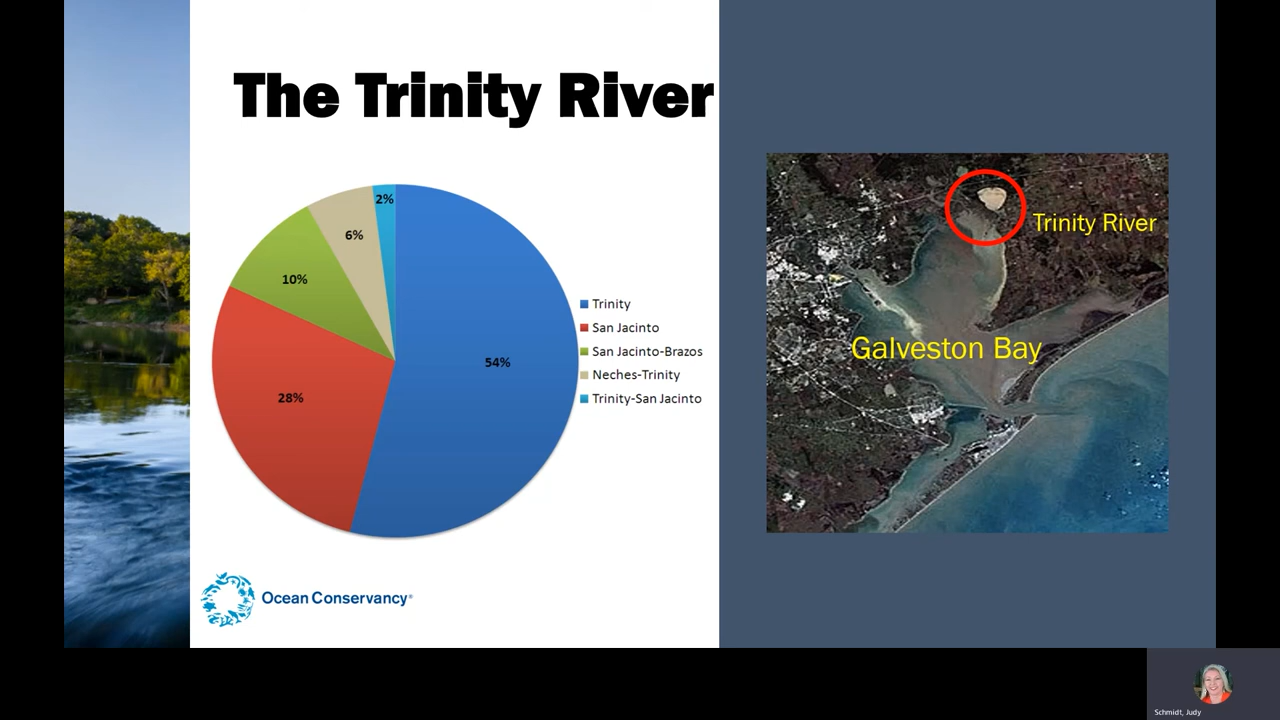 The Trinity River
2%
6%
10%
54%
28%
Trinity
San Jacinto
San Jacinto-Brazos
Neches-Trinity
Trinity-San Jacinto
Ocean Conservancy®
Trinity River
Galveston Bay
Schmidt, Judy